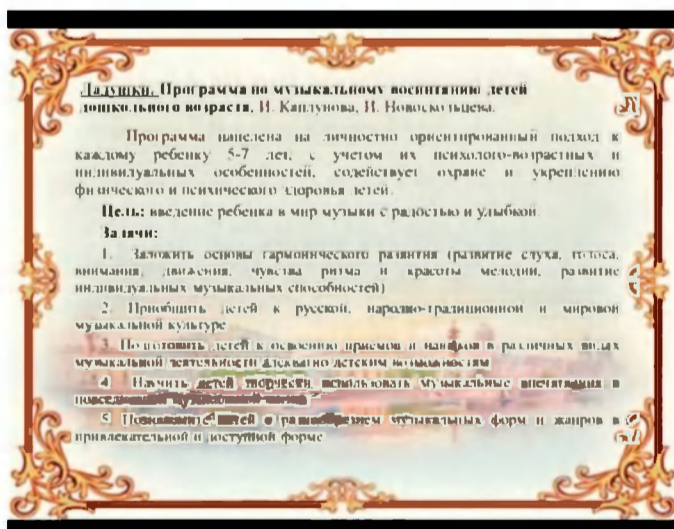 Ладушки. Программа по музыкальному воспитанию детей
дошкольного возраста, И. Каплунова, И. Новоскольцева.
Программа нацелена на личностно ориентированный подход к
каждому ребенку 5-7 лет, с учетом их психолого-возрастных и
индивидуальных особенностей, содействует охране и укреплению
физического и психического здоровья детей.
Цель: введение ребенка в мир музыки с радостью и улыбкой.
Задачи:
1. Заложить основы гармонического развития (развитие слуха, голоса,
внимания, движения, чувства ритма и красоты мелодии, развитие
индивидуальных музыкальных способностей)
2. Приобщить детей к русской, народно-традиционной и мировой
музыкальной культуре
3. Подготовить детей к освоению приемов и навыков в различных видах
музыкальной деятельности адекватно детским возможностям
4. Научить детей творчески использовать музыкальные впечатления в
повседневной
5. Познакомить детей с разнообразием музыкальных форм и жанров в
привлекательной и доступной форме